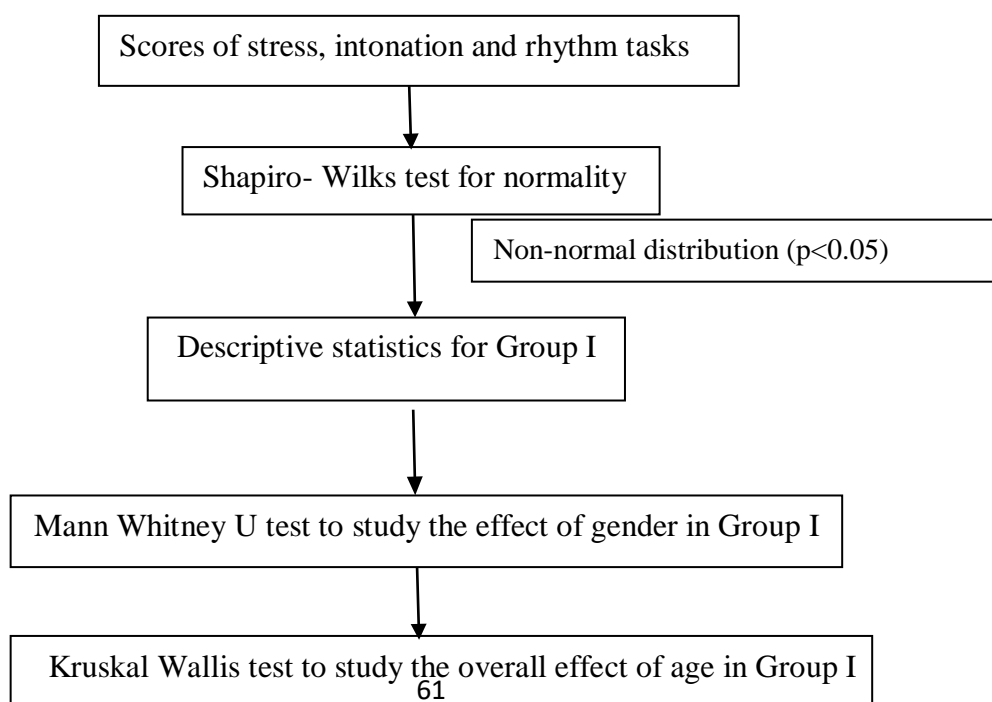 Scores of stress, intonation and rhythm tasks
Shapiro- Wilks test for normality
Non-normal distribution (p<0.05)
Descriptive statistics for Group I
Mann Whitney U test to study the effect of gender in Group I
Kruskal Wallis test to study the overall effect of age in Group I
61